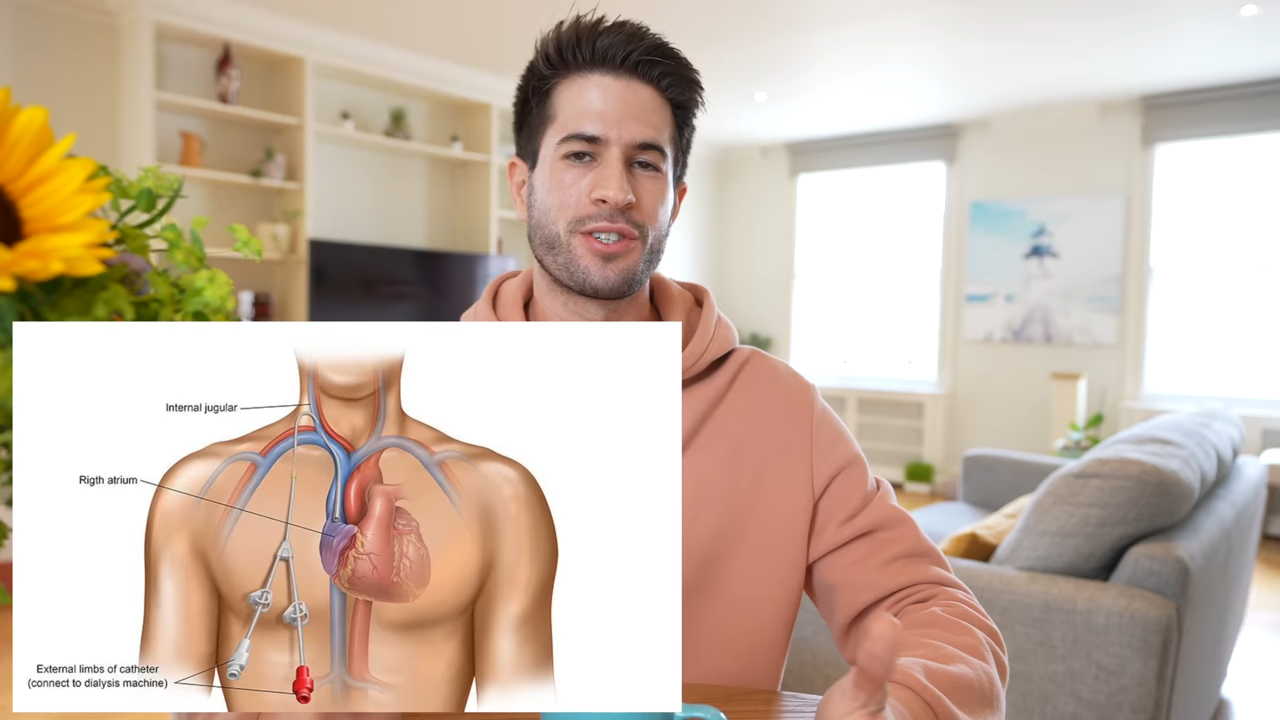 Internal jugular
Rigth atrium
External limbs of catheter
(connect to dialysis machine)